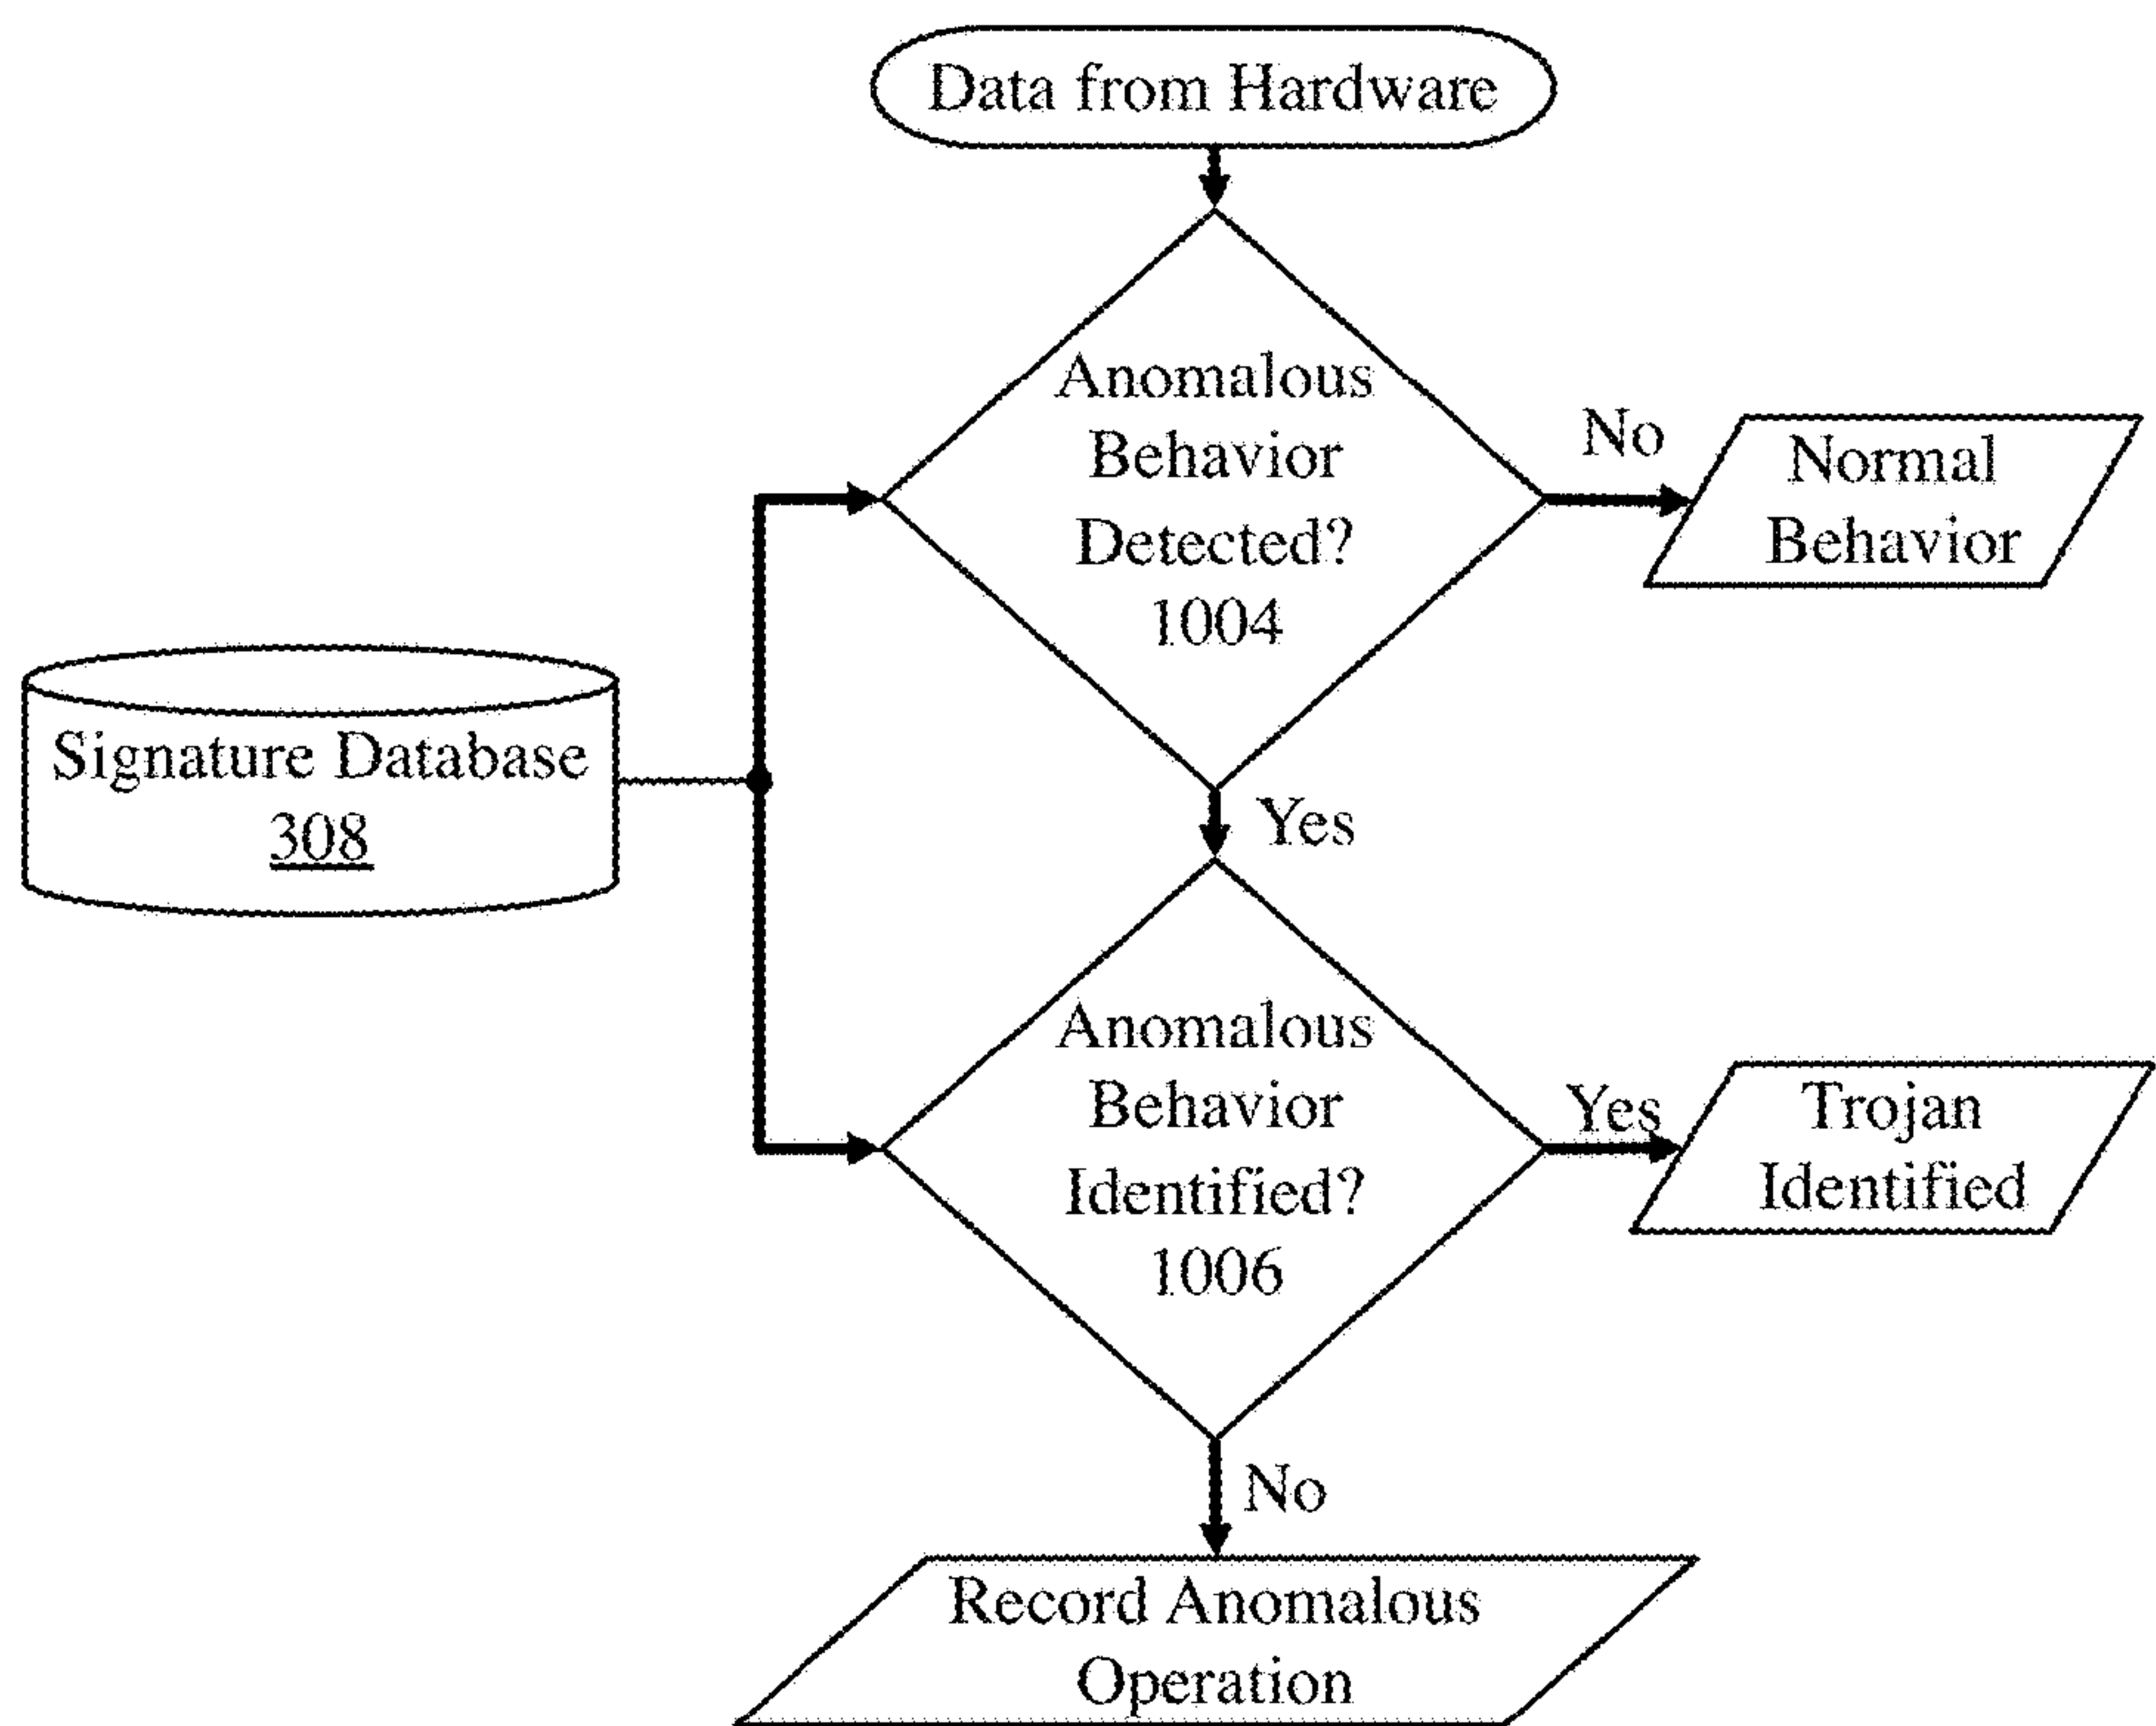 Data from Hardware
Anomalous
Behavior
Detected?
1004
No
Normal
Behavior
Signature Database
308
Yes
Anomalous
Behavior
Identified?
1006
Yes
Trojan
Identified
No
Record Anomalous
Operation